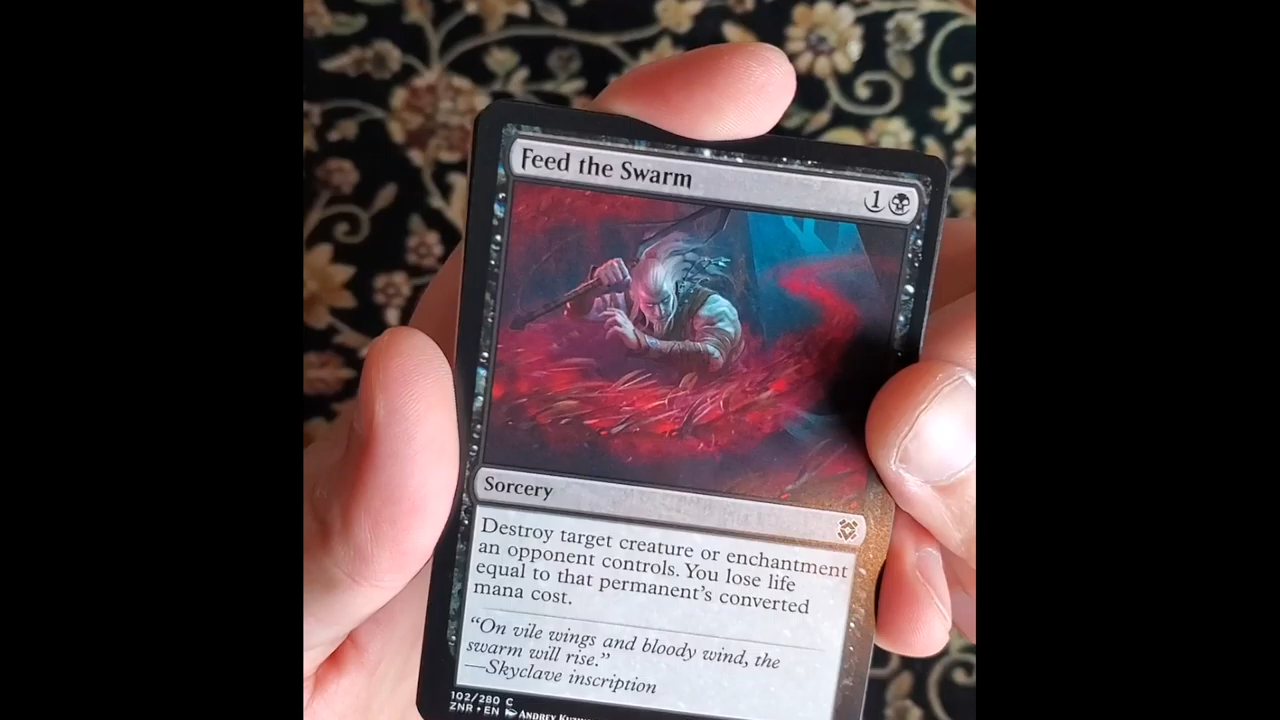 Feed the Swarm
1
Sorcery
Destroy target creature or enchantment
an opponent controls. You lose life
equal to that permanent's converted
mana cost.
"On vile wings and bloody wind, the
swarm will rise."
—Skyclave inscription
102/280 C
ZNR • EN ANDREY